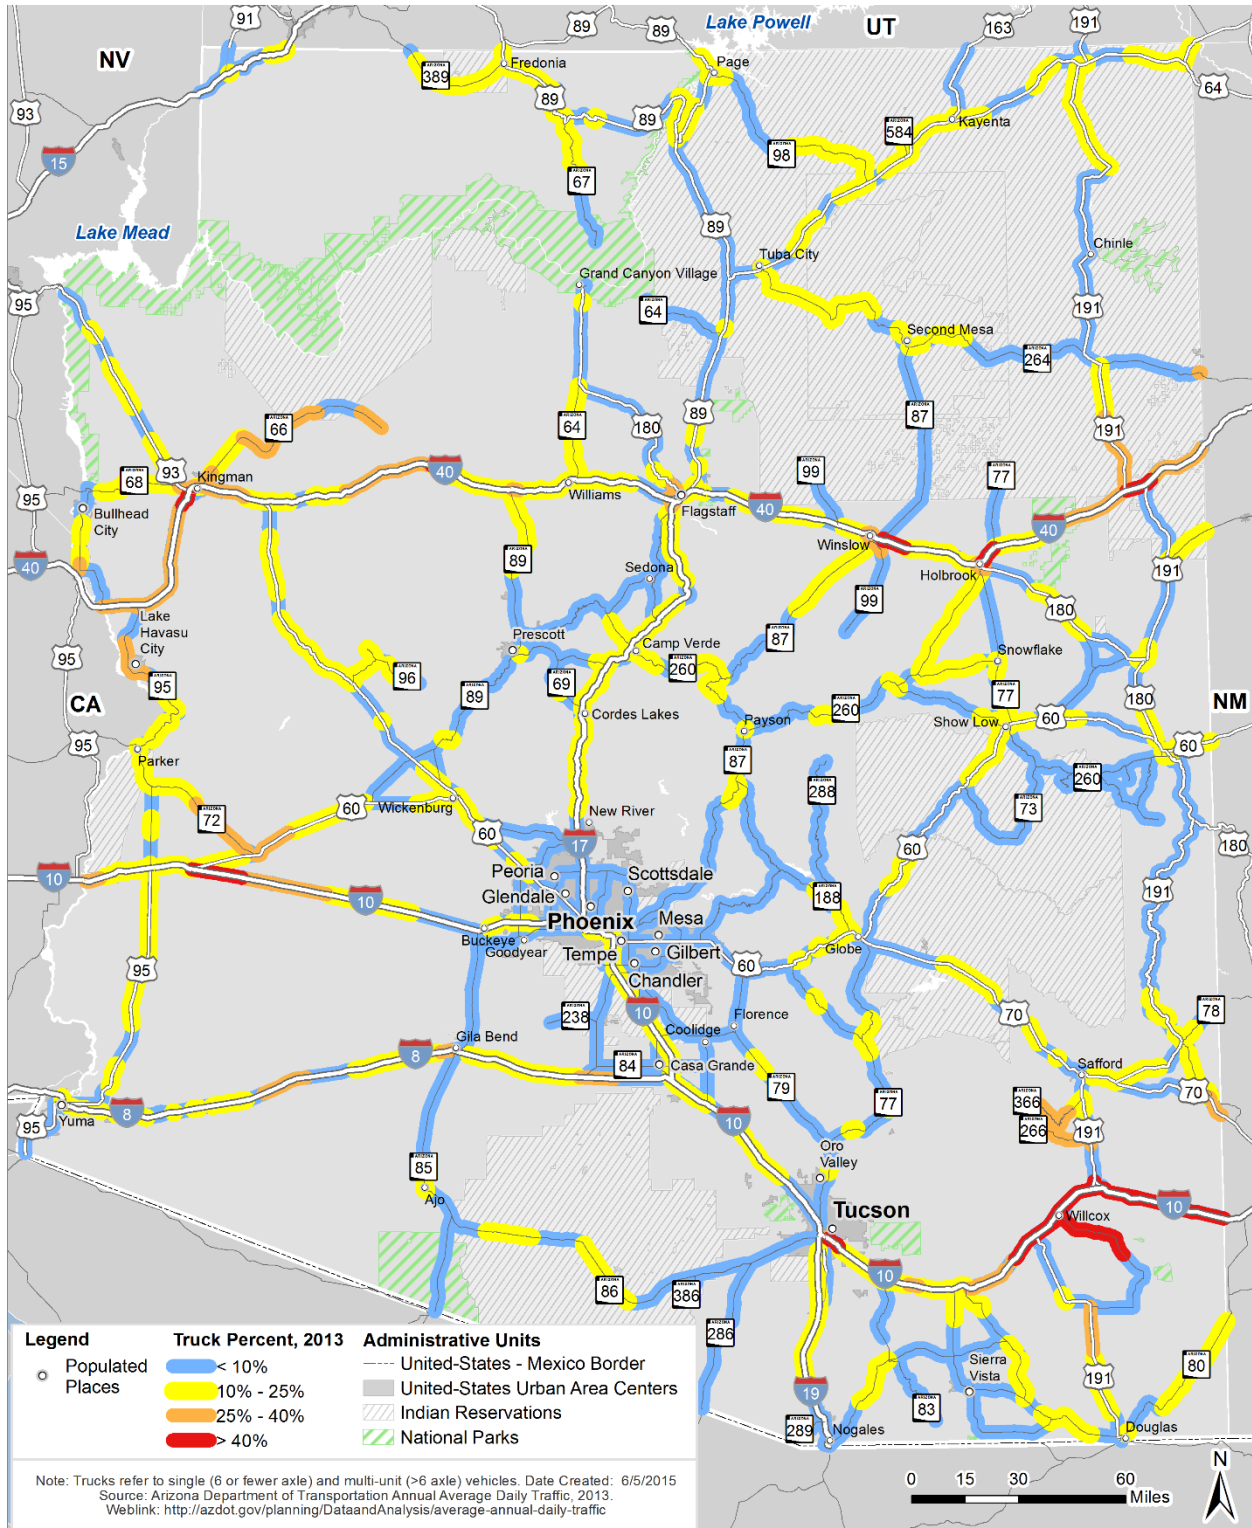 Lake Powell
UT
NV
91
89
89
163
191
389
Fredonia
Page
89
89
64
93
98
584
Kayenta
15
67
89
Lake Mead
Tuba City
Chinle
Grand Canyon Village
95
64
191
Second Mesa
264
66
87
89
64
180
191
93
Kingman
40
68
99
77
95
Williams
Bullhead
City
Flagstaff
40
40
Winslow
40
89
Holbrook
Sedona
191
99
180
Lake
Havasu
City
Prescott
87
Camp Verde
95
96
260
Snowflake
95
69
89
77
180
CA
NM
Cordes Lakes
260
Show Low
60
Payson
95
60
Parker
87
260
288
73
72
60
Wickenburg
New River
60
17
60
180
10
Peoria
Scottsdale
10
Glendale
188
191
Phoenix
Mesa
Buckeye
Goodyear
Tempe
Gilbert
Globe
60
95
Chandler
10
238
Florence
70
78
Coolidge
Gila Bend
8
84
Casa Grande
Safford
79
70
Yuma
8
77
366
10
95
266
191
Oro
Valley
85
Ajo
10
Willcox
Tucson
10
86
386
286
80
Sierra
Vista
191
19
83
289
Nogales
Douglas
Legend
Populated
Places
Truck Percent, 2013
< 10%
10% - 25%
25% - 40%
> 40%
Administrative Units
United-States - Mexico Border
United-States Urban Area Centers
Indian Reservations
National Parks
Note: Trucks refer to single (6 or fewer axle) and multi-unit (>6 axle) vehicles. Date Created: 6/5/2015
Source: Arizona Department of Transportation Annual Average Daily Traffic, 2013.
Weblink: http://azdot.gov/planning/DataandAnalysis/average-annual-daily-traffic
N
0 15 30 60
Miles